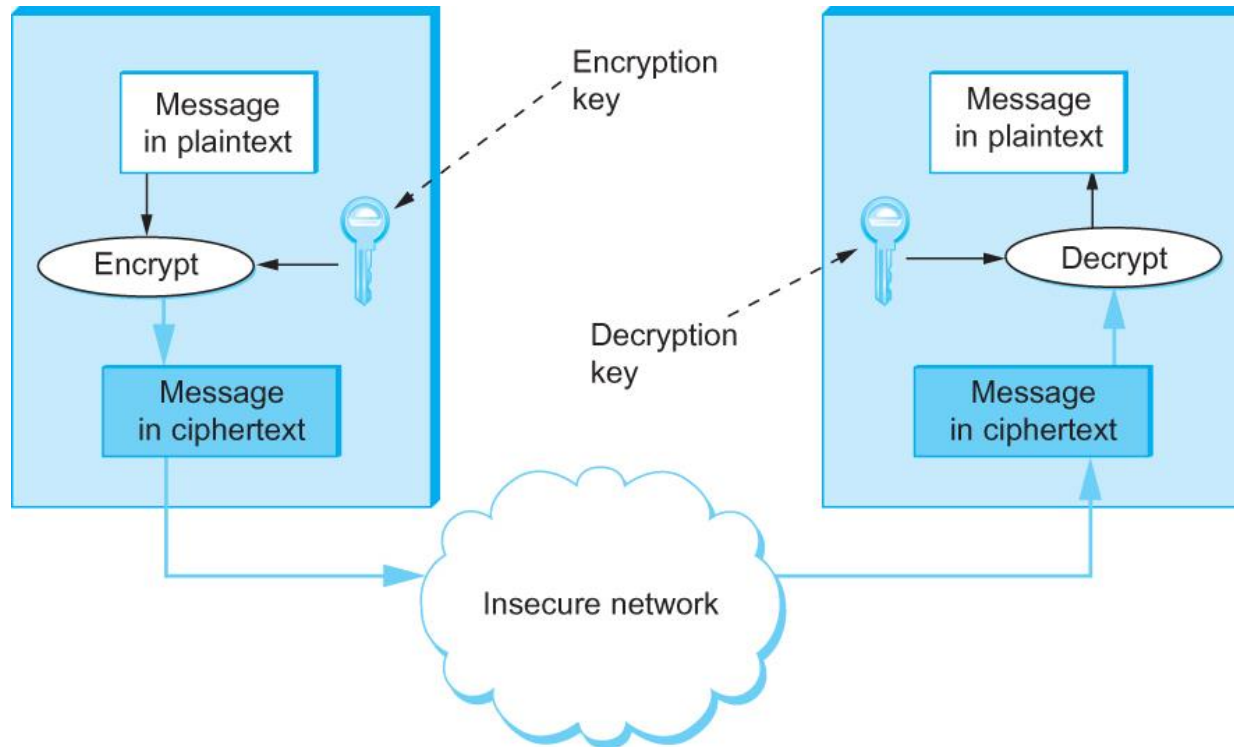 Message
in plaintext
Encrypt
Message
in ciphertext
Encryption
key
Decryption
key
Insecure network
Message
in plaintext
Decrypt
Message
in ciphertext